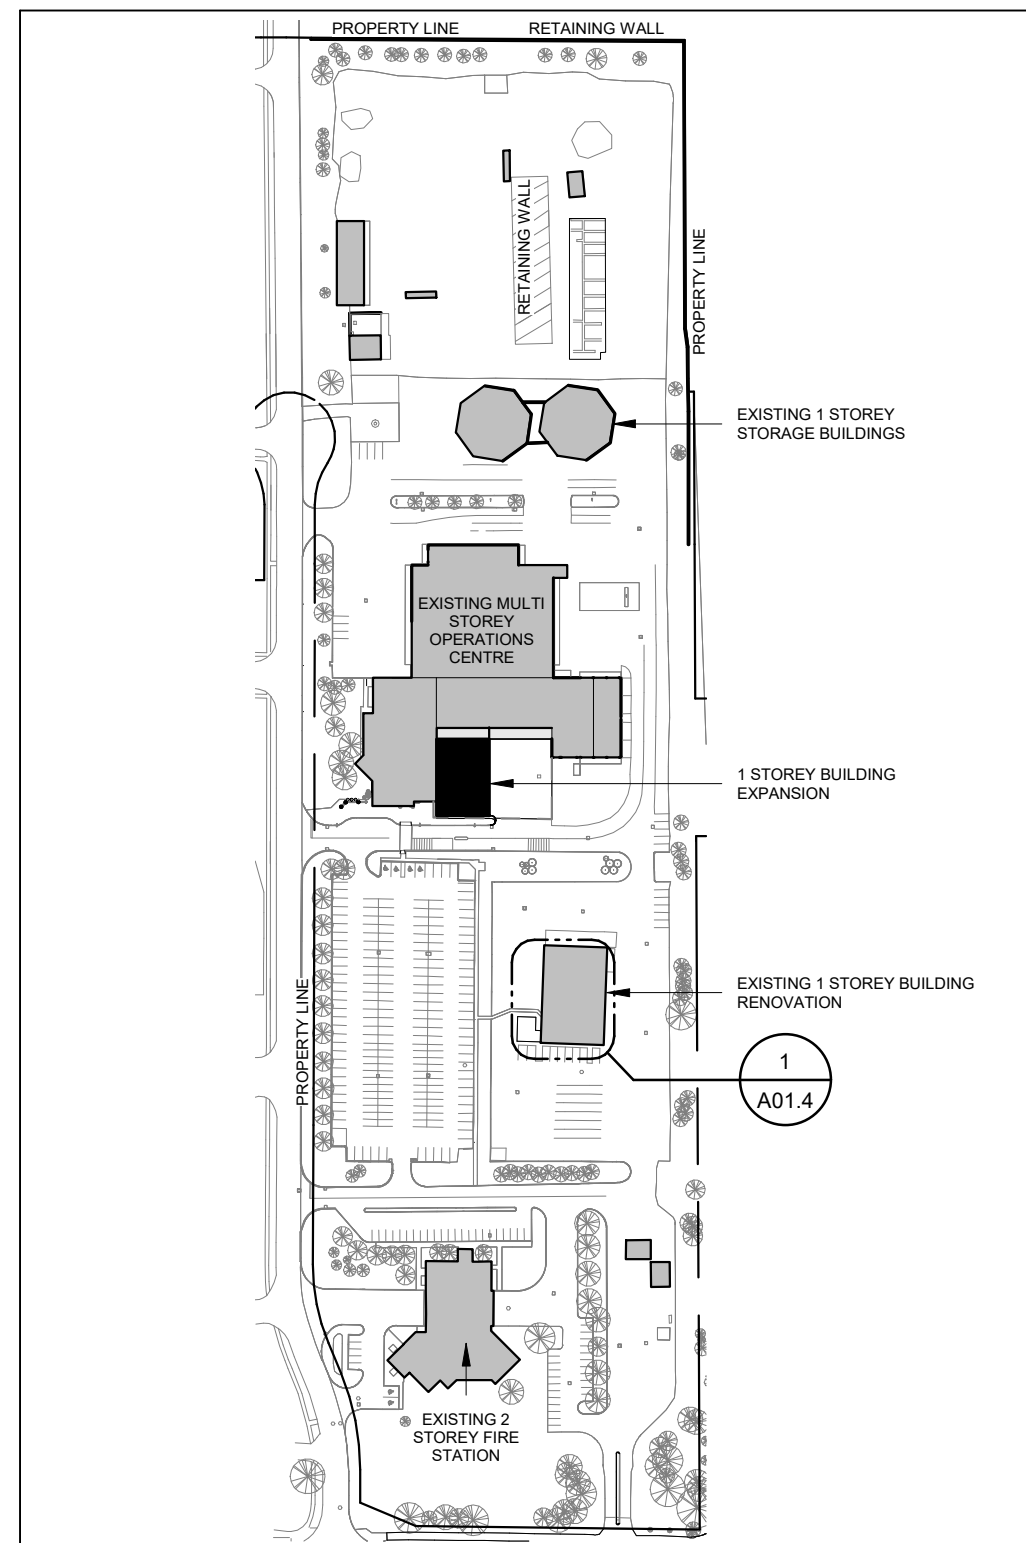 PROPERTY LINE
RETAINING WALL
RETAINING WALL
PROPERTY LINE
EXISTING 1 STOREY
STORAGE BUILDINGS
EXISTING MULTI
STOREY
OPERATIONS
CENTRE
1 STOREY BUILDING
EXPANSION
EXISTING 1 STOREY BUILDING
RENOVATION
PROPERTY LINE
1
A01.4
EXISTING 2
STOREY FIRE
STATION